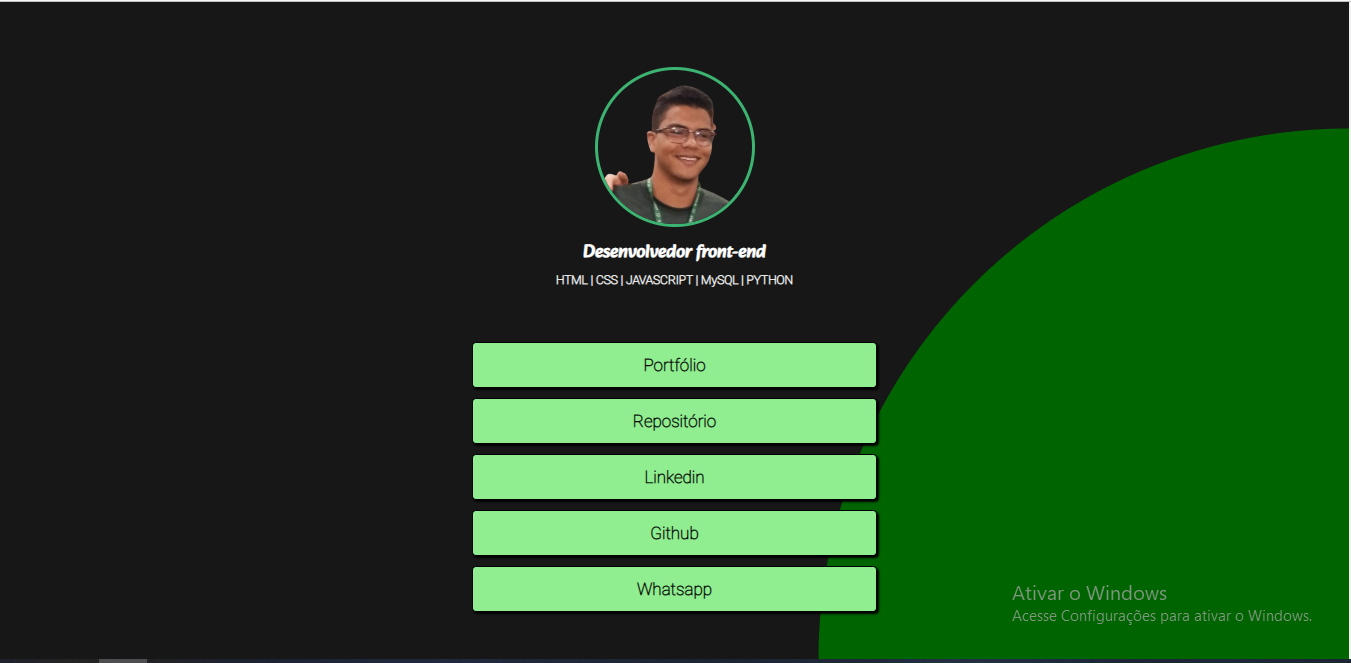 Desenvolvedor front-end
HTML | CSS | JAVASCRIPT | MySQL | PYTHON
Portfólio
Repositório
Linkedin
Github
Whatsapp
Ativar o Windows
Acesse Configurações para ativar o Windows.